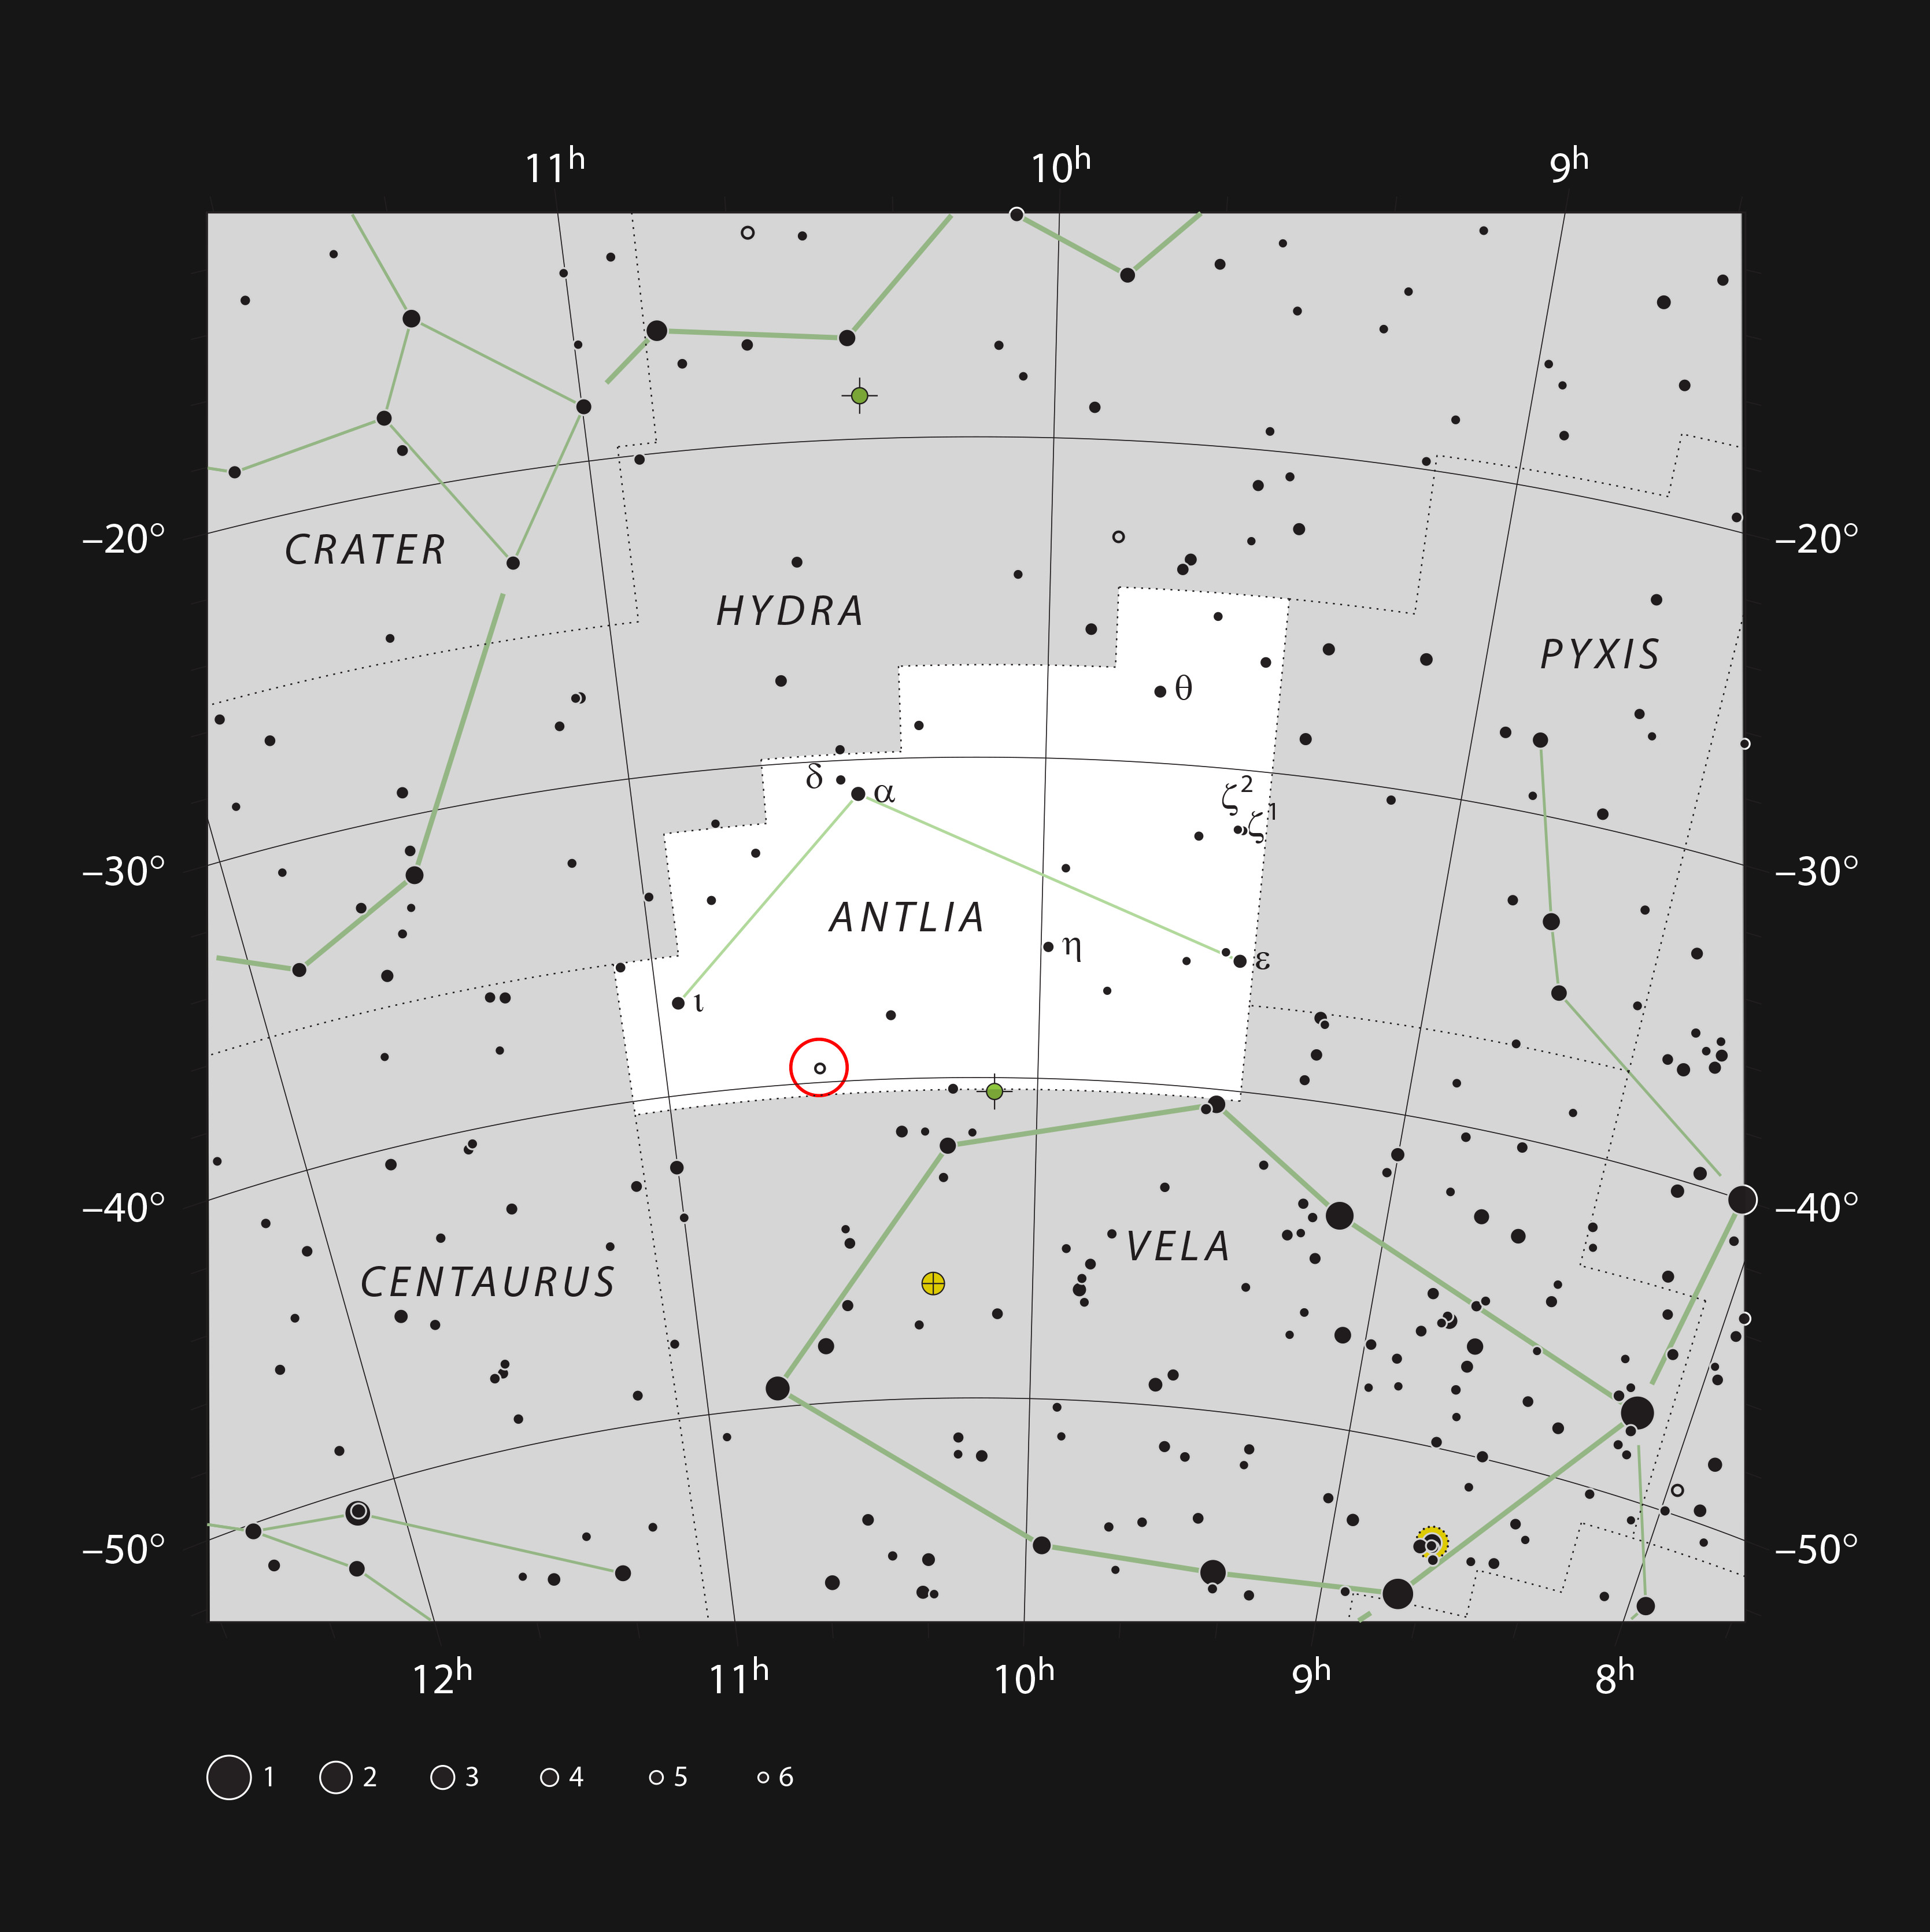 11h 10h 9h
−20° −20°
CRATER
HYDRA
PYXIS
θ
δ α
ζ2
ζ1
−30° −30°
ANTLIA
η
ε
ι
−40° −40°
VELA
CENTAURUS
−50° −50°
12h 11h 10h 9h 8h
1 2 3 4 5 6